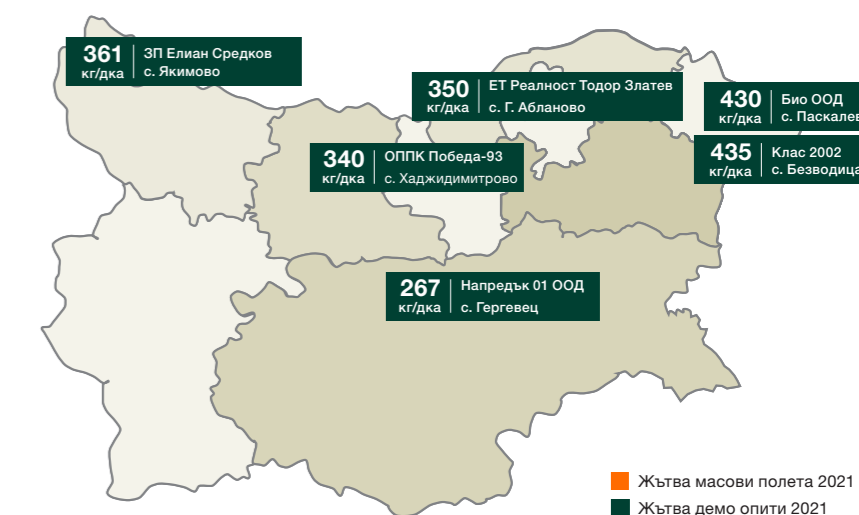 361 ЗП Елиан Средков
кг/дка с. Якимово
350 ЕТ Реалност Тодор Златев
кг/дка с. Г. Абланово
430 Био ООД
кг/дка с. Паскалев
435 Клас 2002
кг/дка с. Безводица
340 ОППК Победа-93
кг/дка с. Хаджидимитрово
267 Напредък 01 ООД
кг/дка с. Гергевец
Жътва масови полета 2021
Жътва демо опити 2021